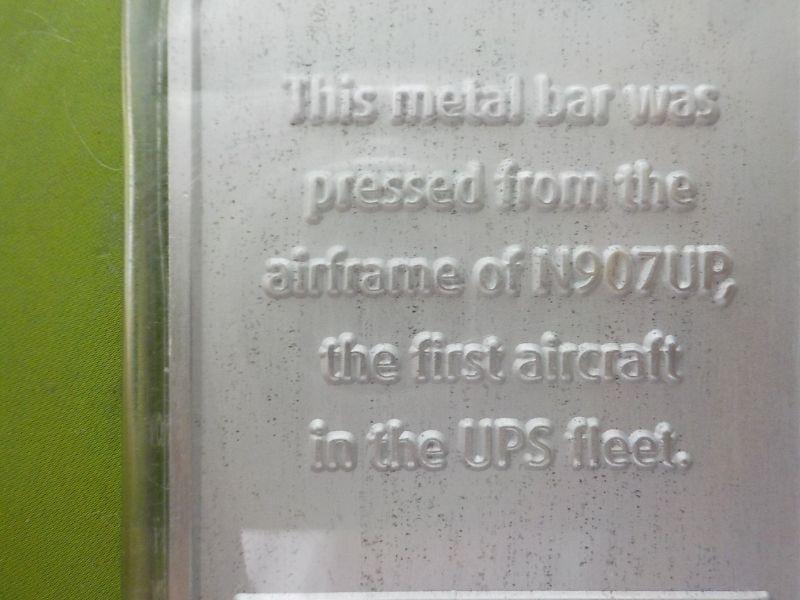 This metal bar was
pressed from the
airframe of N907UP,
the first aircraft
in the UPS fleet.